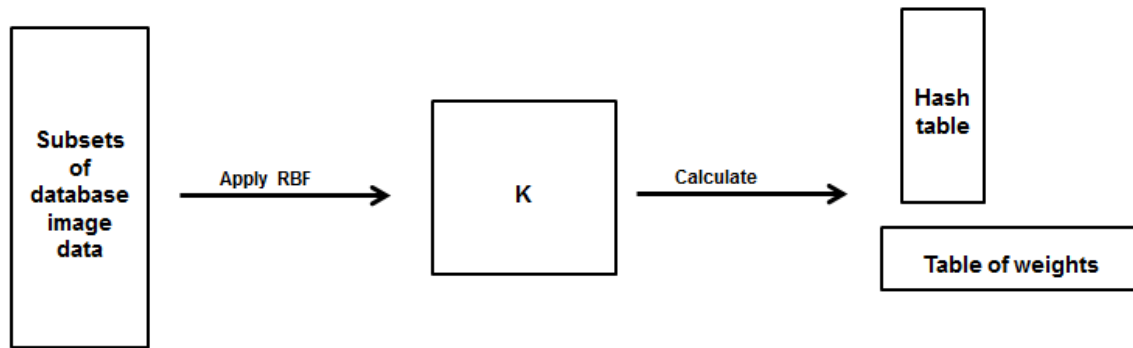 Subsets
of
database
image
data
Apply RBF
K
Calculate
Hash
table
Table of weights